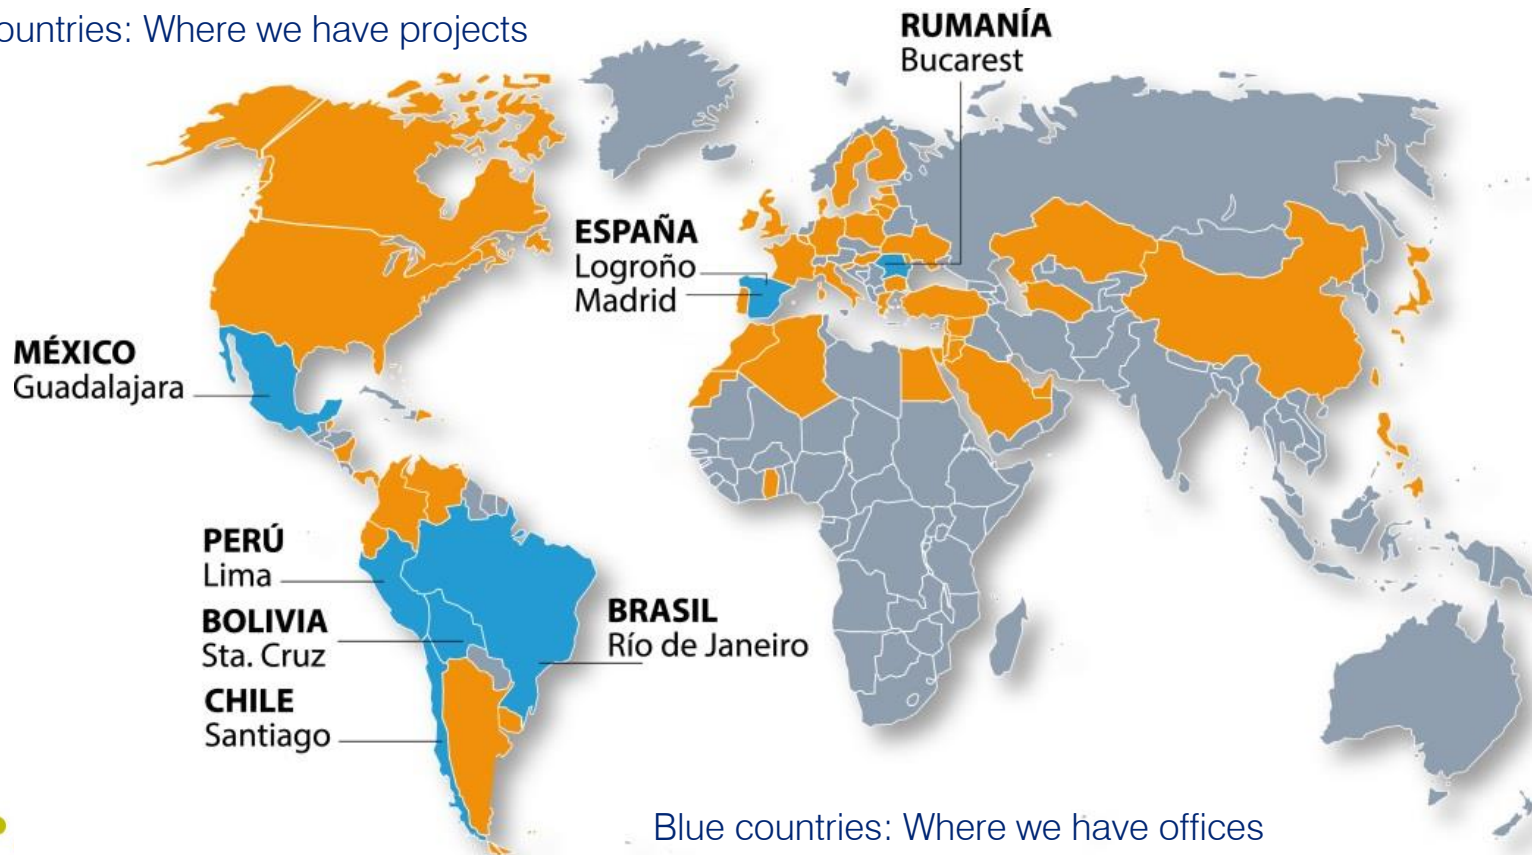 ountries: Where we have projects
RUMANÍA
Bucarest
ESPAÑA
Logroño
Madrid
MÉXICO
Guadalajara
PERÚ
Lima
BOLIVIA
Sta. Cruz
BRASIL
Río de Janeiro
CHILE
Santiago
Blue countries: Where we have offices